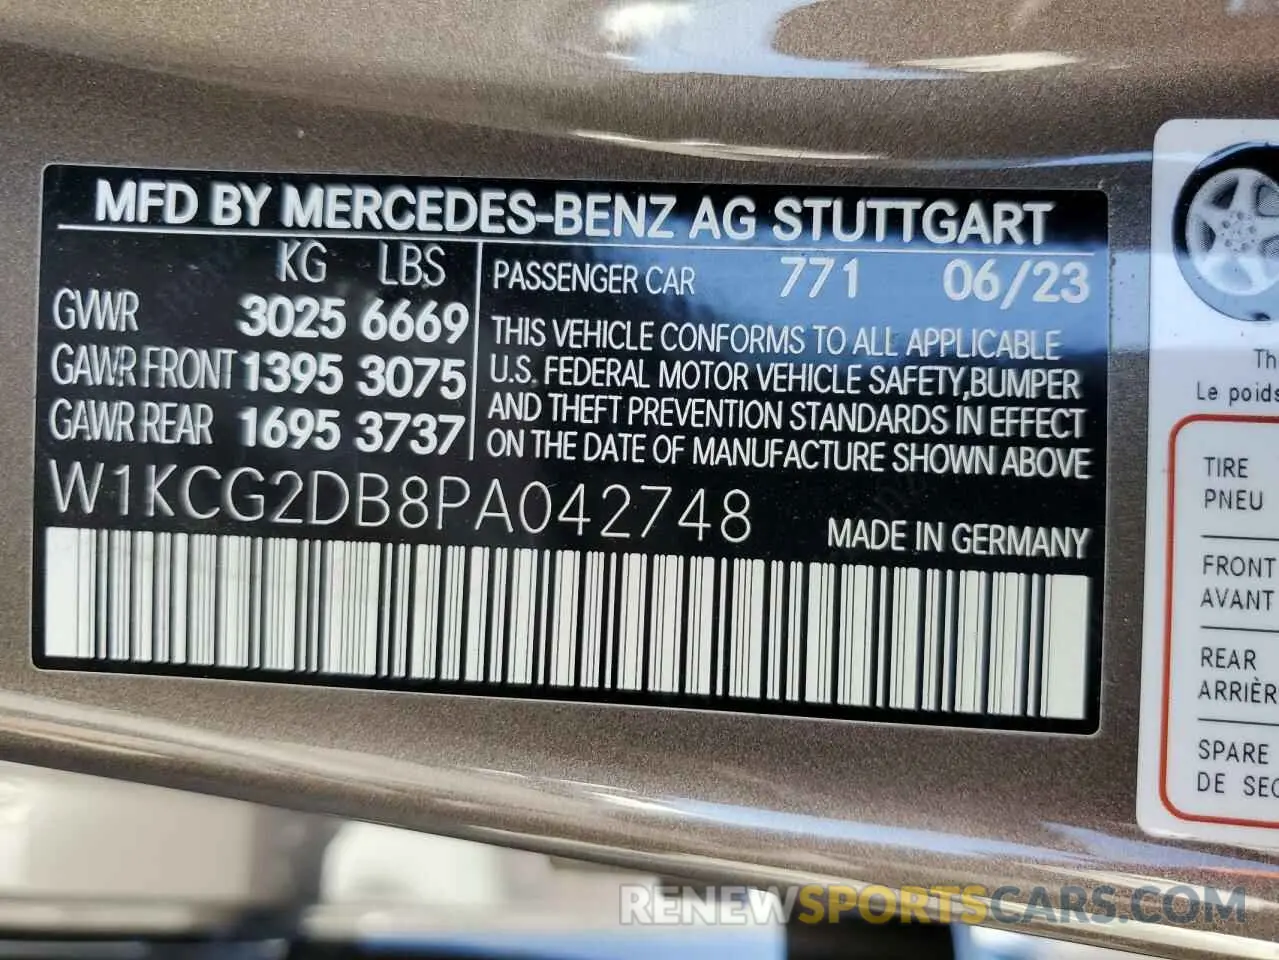 MFD BY MERCEDES-BENZ AG STUTTGART
KG LBS
GVWR 3025 6669
GAWR FRONT 1395 3075
GAWR REAR 1695 3737
PASSENGER CAR 771 06/23
THIS VEHICLE CONFORMS TO ALL APPLICABLE
U.S. FEDERAL MOTOR VEHICLE SAFETY,BUMPER
AND THEFT PREVENTION STANDARDS IN EFFECT
ON THE DATE OF MANUFACTURE SHOWN ABOVE
W1KCG2DB8PA042748
MADE IN GERMANY
Th
Le poids
TIRE
PNEU
FRONT
AVANT
REAR
ARRIÈR
SPARE
DE SEC
RENEWSPORTSCARS.COM